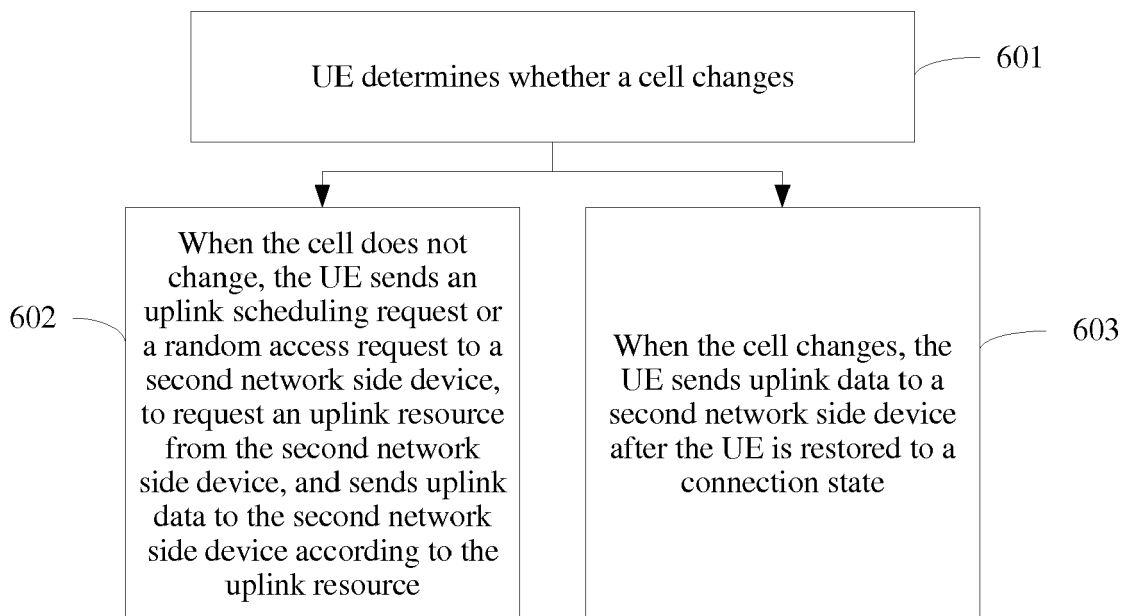 UE determines whether a cell changes
601
When the cell does not
change, the UE sends an
uplink scheduling request or
a random access request to a
second network side device,
to request an uplink resource
from the second network
side device, and sends uplink
data to the second network
side device according to the
uplink resource
602
When the cell changes, the
UE sends uplink data to a
second network side device
after the UE is restored to a
connection state
603